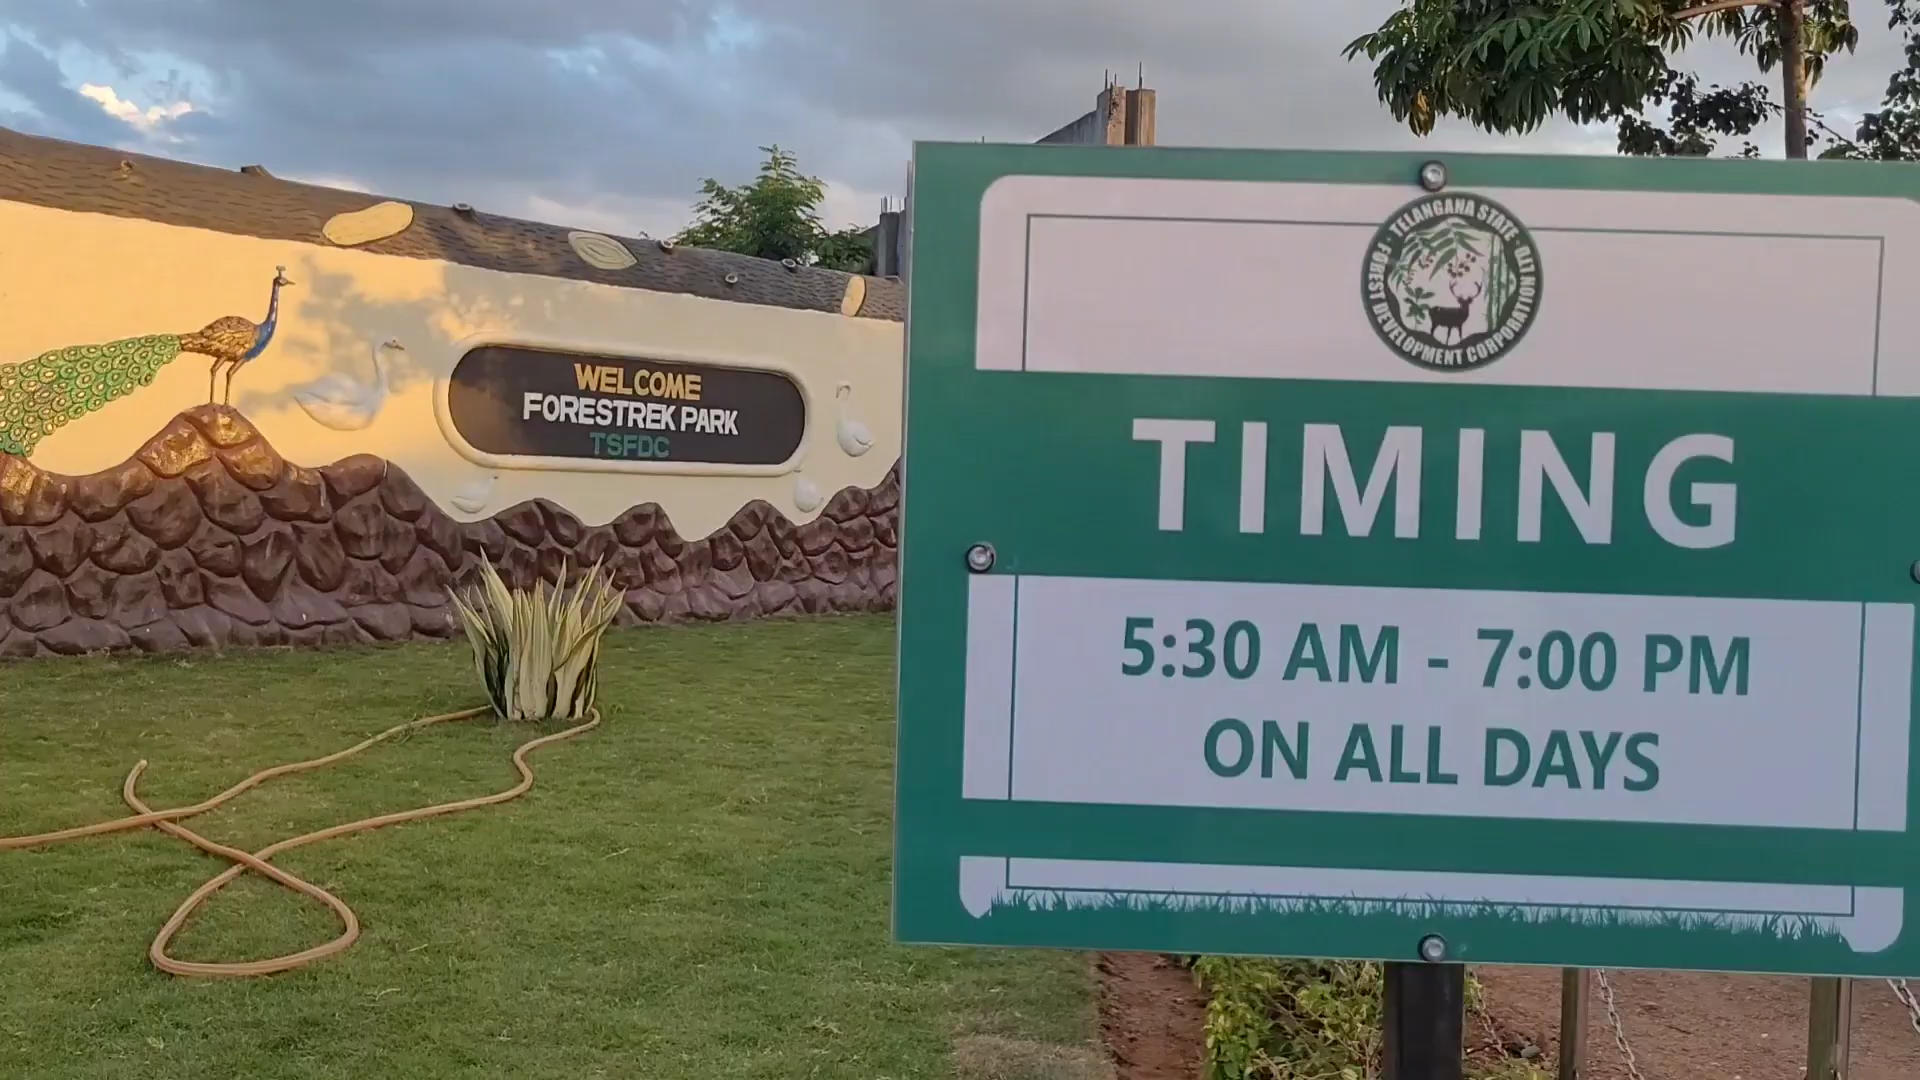 WELCOME
FORESTREK PARK
TSFDC
TELANGANA STATE
FOREST DEVELOPMENT CORPORATION LTD
TIMING
5:30 AM - 7:00 PM
ON ALL DAYS